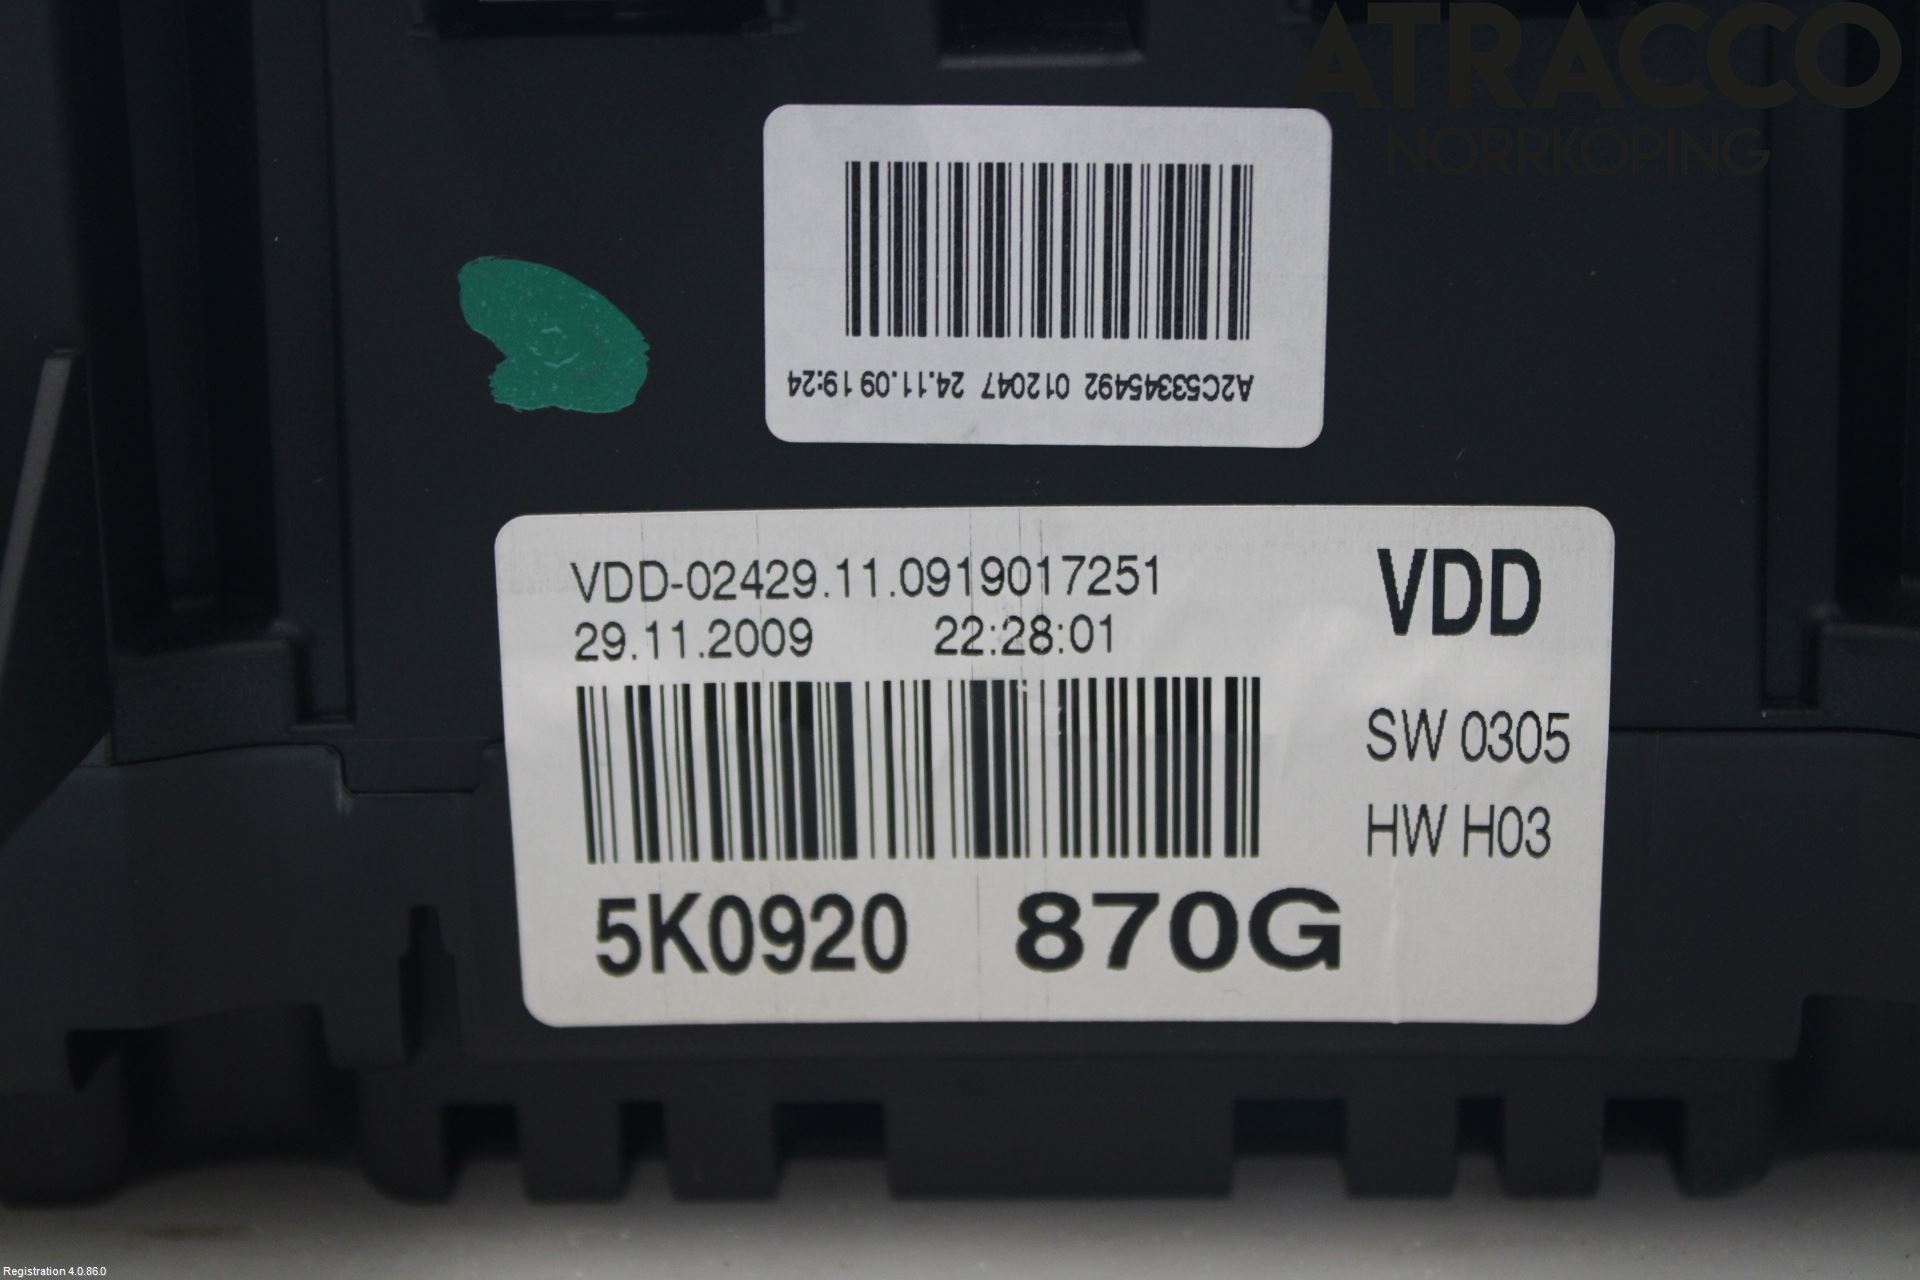 ATRACCO
NORRKÖPING
A2C53345492 012047 24.11.09 19:24
VDD-02429.11.0919017251
29.11.2009 22:28:01
VDD
SW 0305
HW H03
5K0920 870G
Registration 4.0.86.0